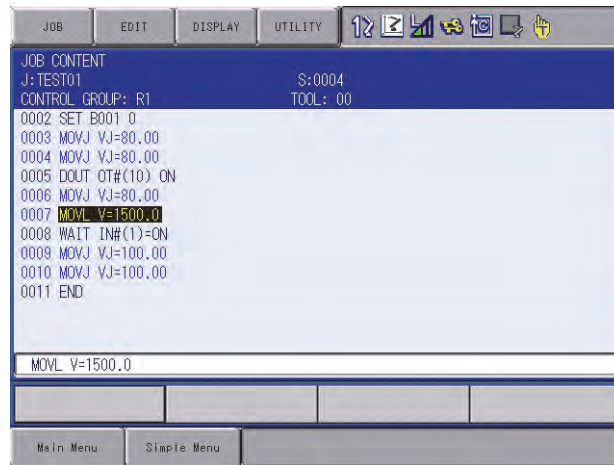 JOB EDIT DISPLAY UTILITY
JOB CONTENT
J:TEST01 S:0004
CONTROL GROUP: R1 TOOL: 00
0002 SET B001 0
0003 MOVJ VJ=80.00
0004 MOVJ VJ=80.00
0005 DOUT OT#(10) ON
0006 MOVJ VJ=80.00
0007 MOVL V=1500.0
0008 WAIT IN#(1)=ON
0009 MOVJ VJ=100.00
0010 MOVJ VJ=100.00
0011 END
MOVL V=1500.0
Main Menu Simple Menu